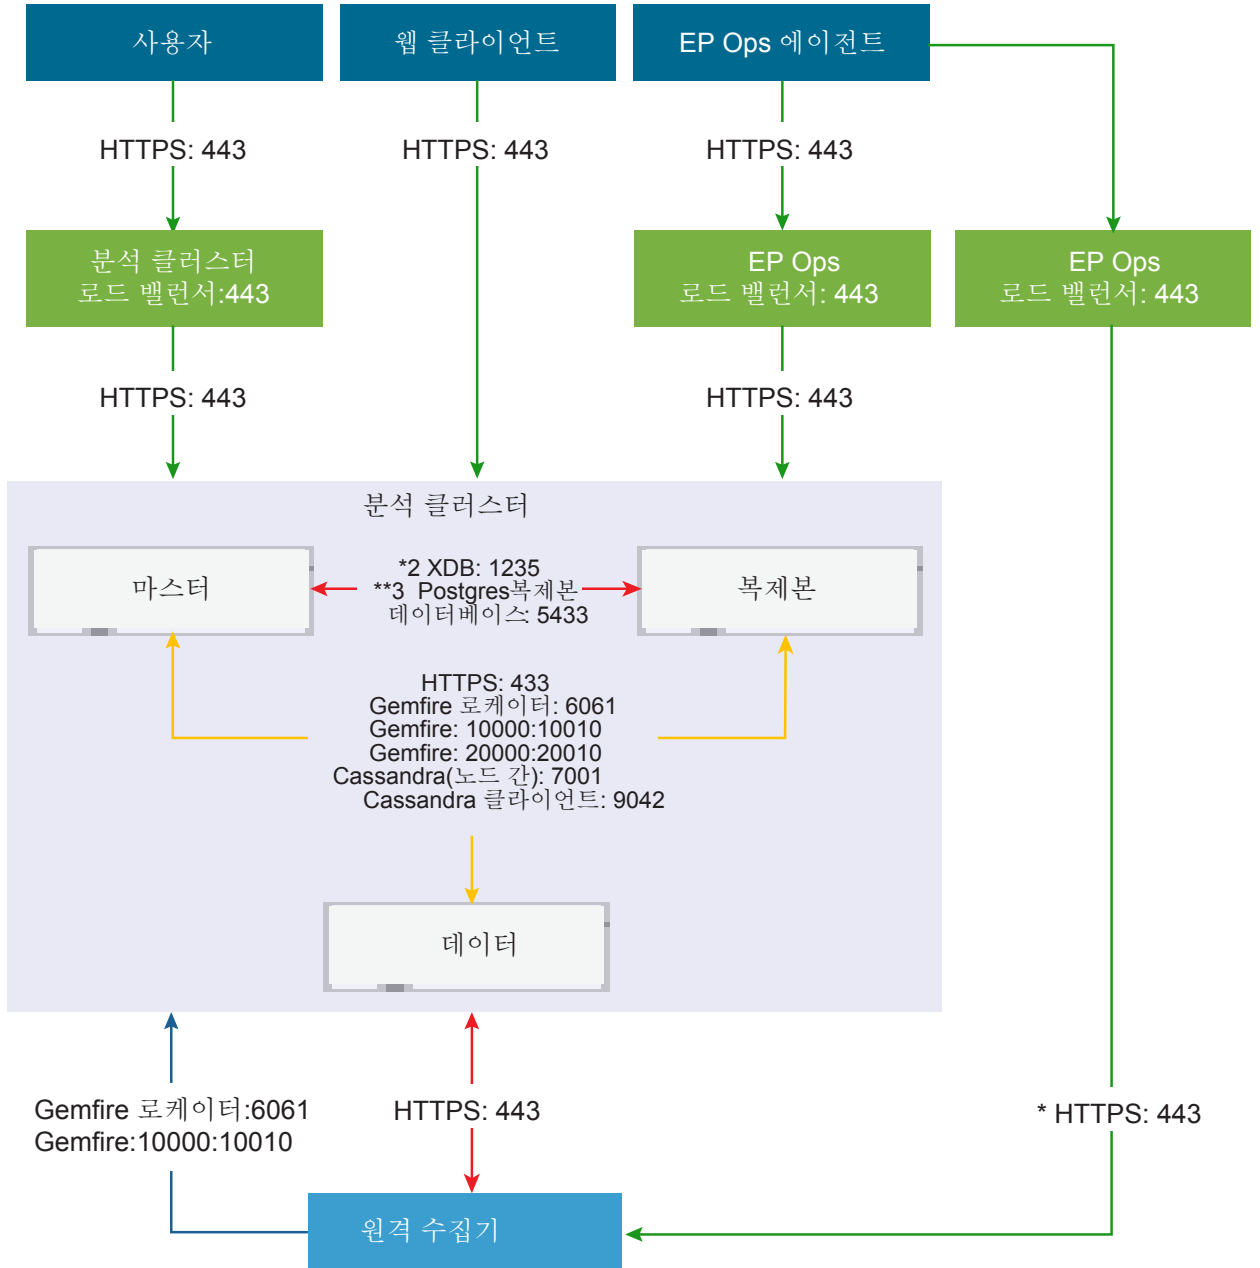 사용자
웹 클라이언트
EP Ops 에이전트
HTTPS: 443
HTTPS: 443
HTTPS: 443
분석 클러스터
로드 밸런서:443
EP Ops
로드 밸런서: 443
EP Ops
로드 밸런서: 443
HTTPS: 443
HTTPS: 443
분석 클러스터
마스터
*2 XDB: 1235
**3 Postgres복제본
데이터베이스: 5433
복제본
HTTPS: 433
Gemfire 로케이터: 6061
Gemfire: 10000:10010
Gemfire: 20000:20010
Cassandra(노드 간): 7001
Cassandra 클라이언트: 9042
데이터
Gemfire 로케이터:6061
Gemfire:10000:10010
HTTPS: 443
* HTTPS: 443
원격 수집기